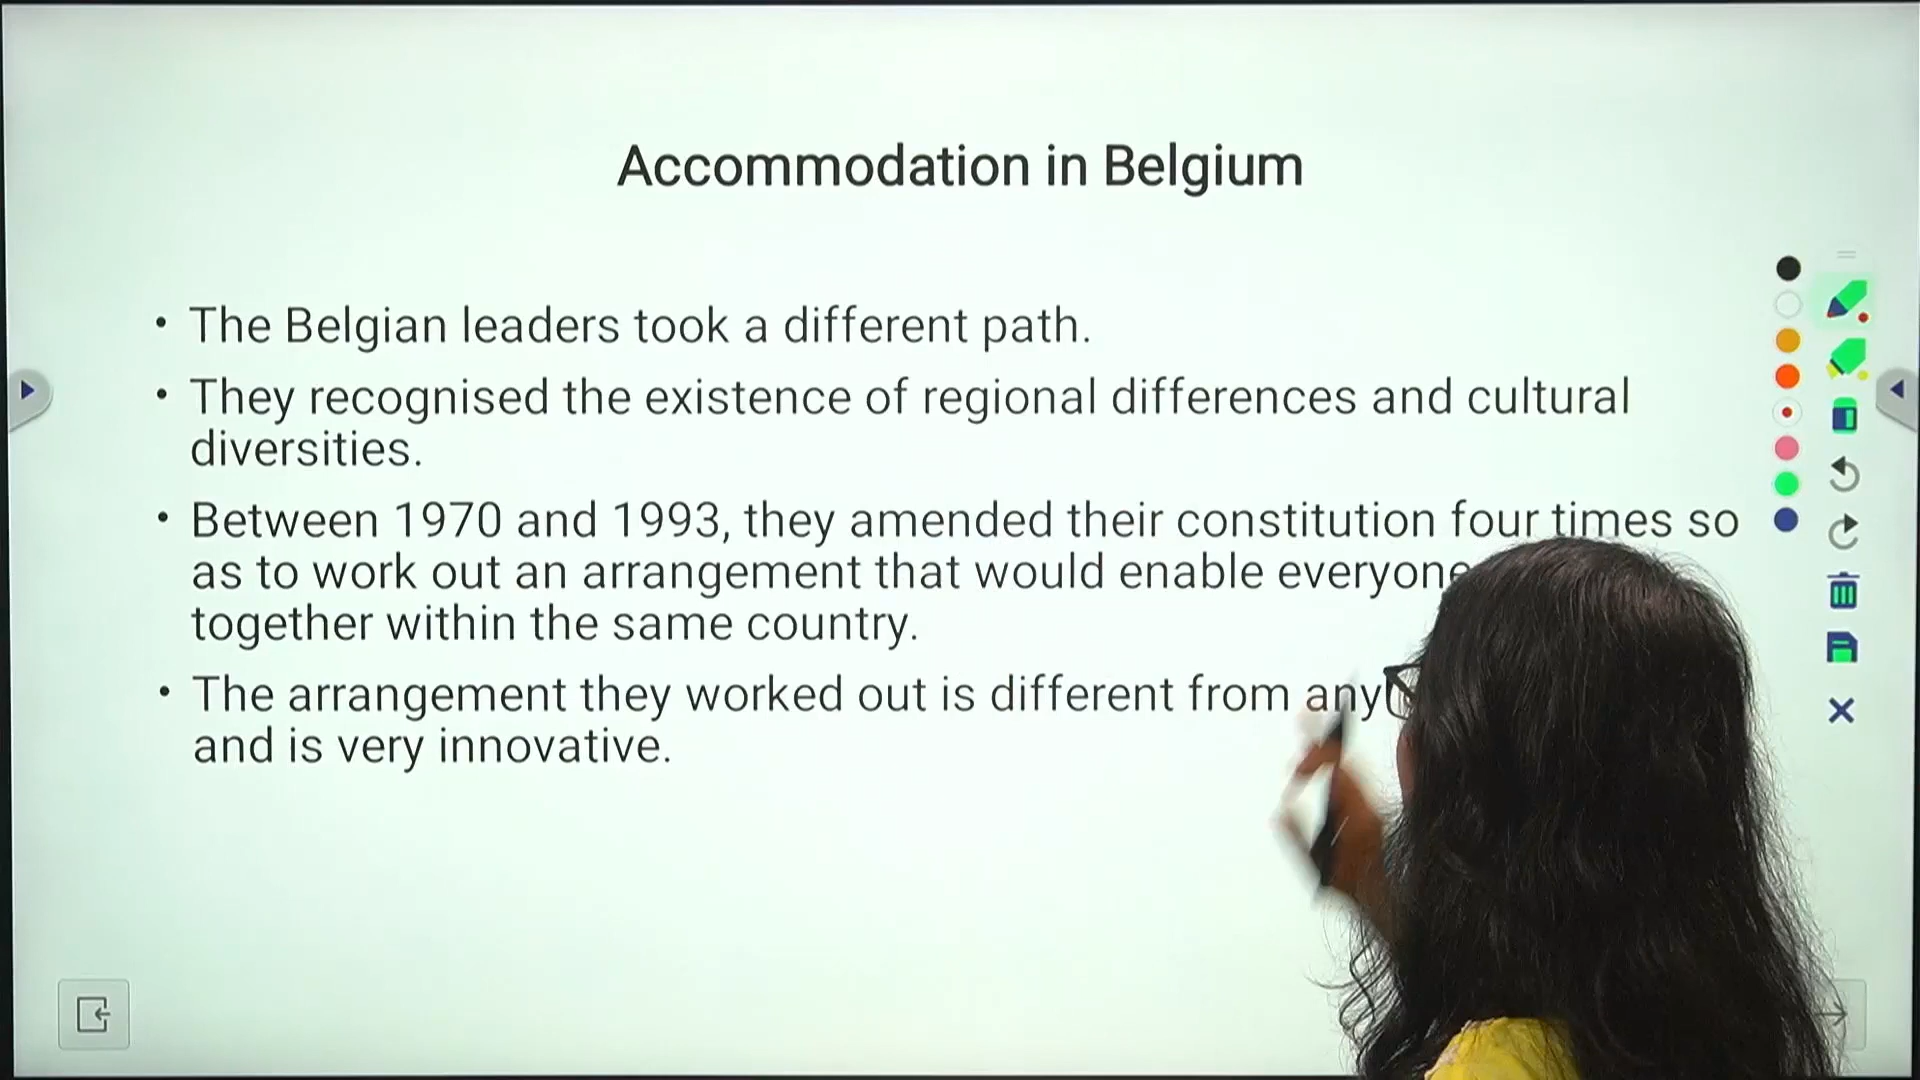 Accommodation in Belgium
• The Belgian leaders took a different path.
• They recognised the existence of regional differences and cultural
diversities.
• Between 1970 and 1993, they amended their constitution four times so
as to work out an arrangement that would enable everyone
together within the same country.
• The arrangement they worked out is different from any
and is very innovative.